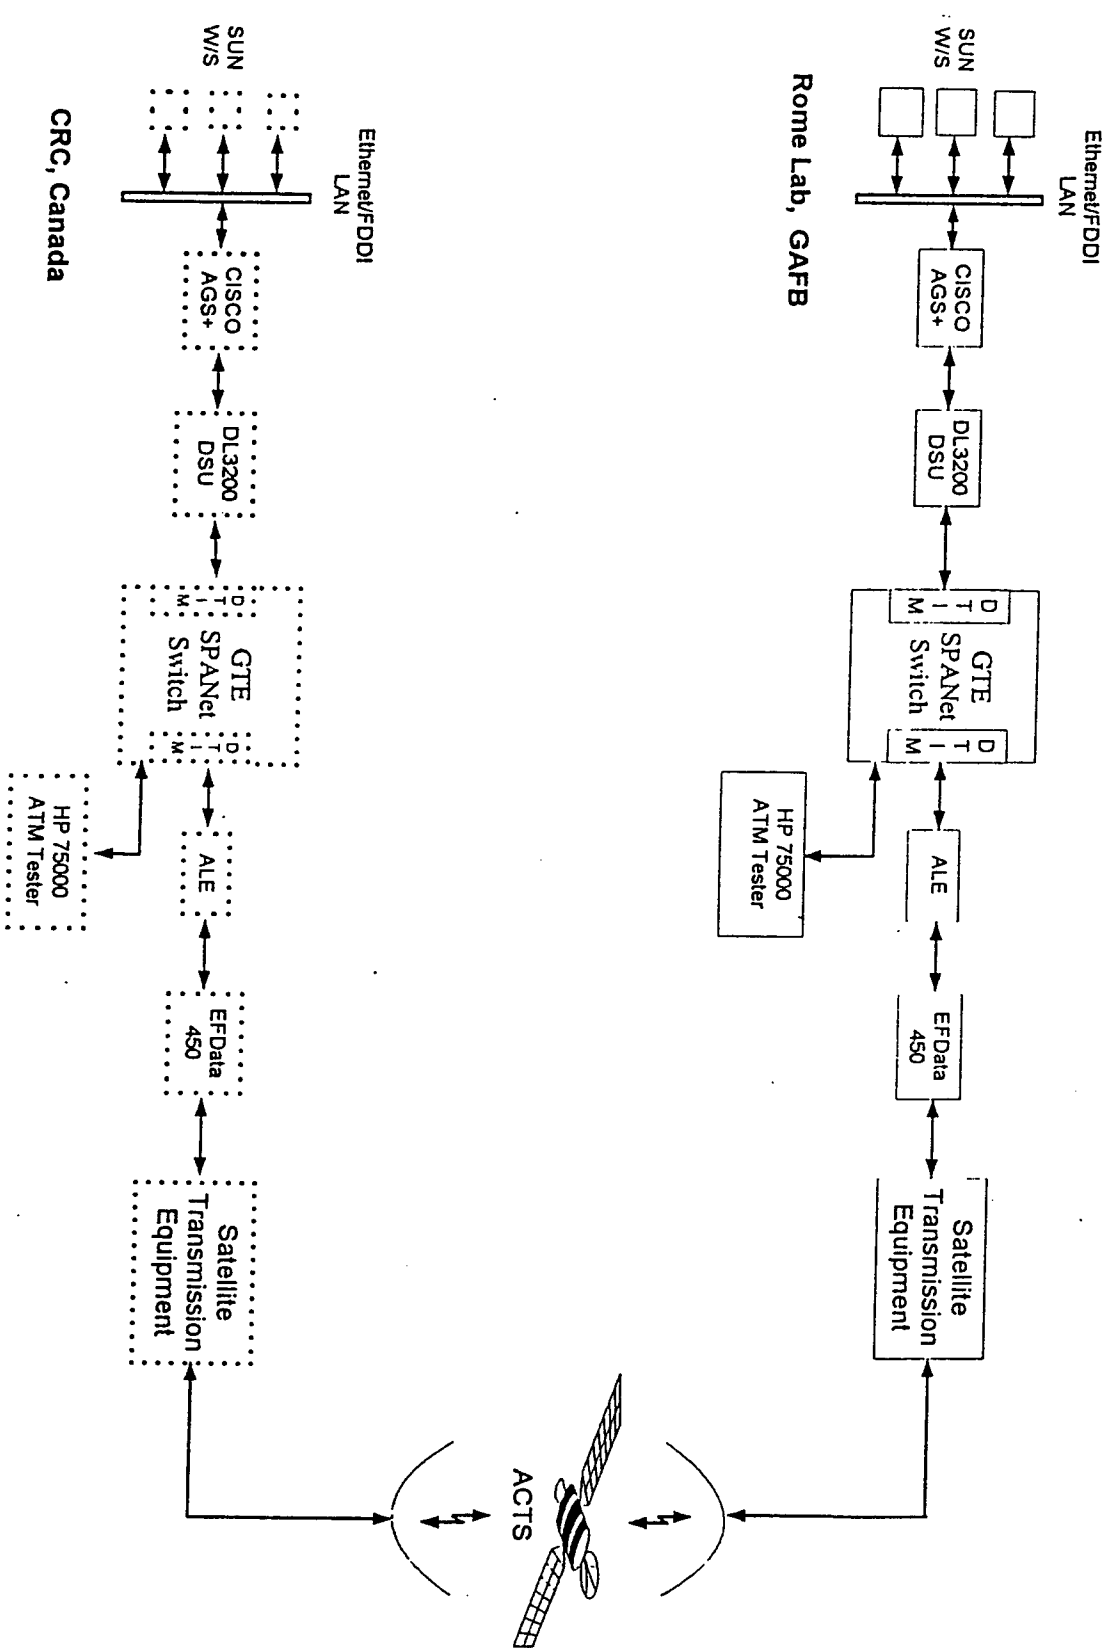 Ethernet/FDDI
LAN
SUN
W/S
CISCO
AGS+
DL3200
DSU
D
T
I
M
GTE
SPANet
Switch
D
T
I
M
ALE
EFData
450
Satellite
Transmission
Equipment
Rome Lab, GAFB
HP 75000
ATM Tester
ACTS
Ethernet/FDDI
LAN
SUN
W/S
CISCO
AGS+
DL3200
DSU
D
T
I
M
GTE
SPANet
Switch
D
T
I
M
ALE
EFData
450
Satellite
Transmission
Equipment
CRC, Canada
HP 75000
ATM Tester